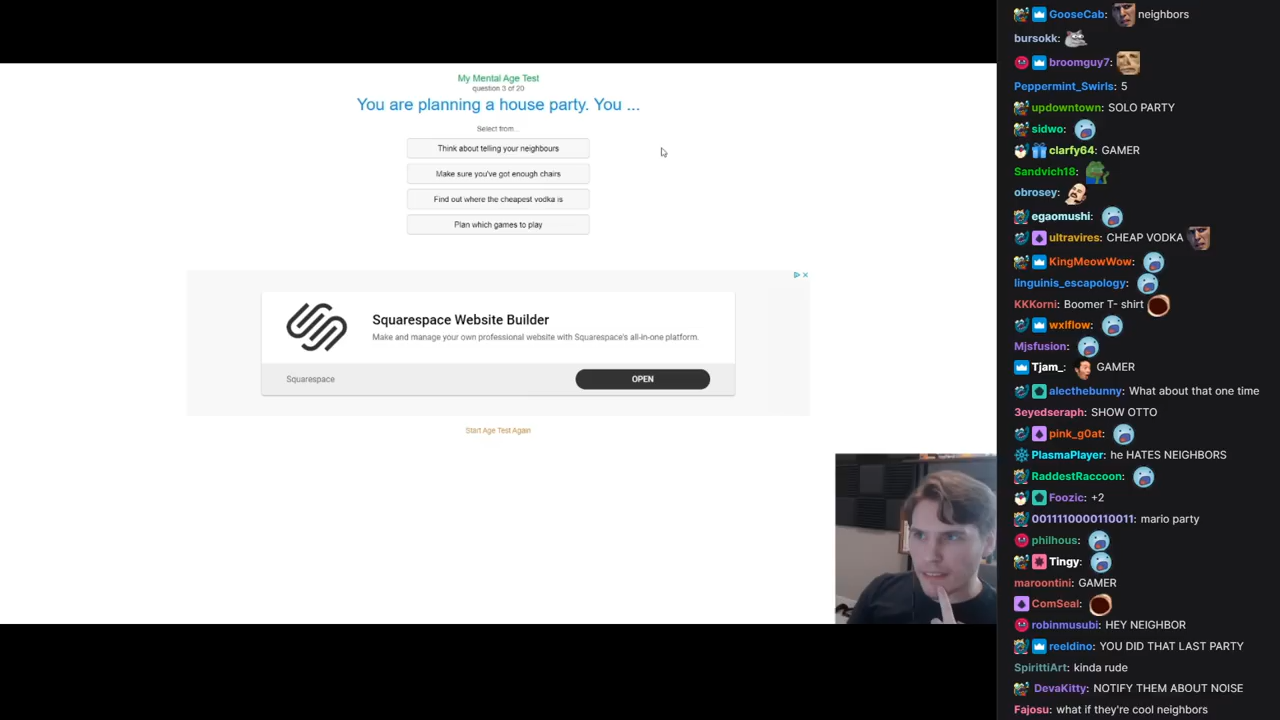 My Mental Age Test
question 3 of 20
You are planning a house party. You ...
Select from...
Think about telling your neighbours
Make sure you've got enough chairs
Find out where the cheapest vodka is
Plan which games to play
Squarespace Website Builder
Make and manage your own professional website with Squarespace's all-in-one platform.
Squarespace
OPEN
Start Age Test Again
GooseCab: neighbors
bursokk:
broomguy7:
Peppermint_Swirls: 5
updowntown: SOLO PARTY
sidwo:
clarfy64: GAMER
Sandvich18:
obrosey:
egaomushi:
ultravires: CHEAP VODKA
KingMeowWow:
linguinis_escapology:
KKKorni: Boomer T- shirt
wxlflow:
Mjsfusion:
Tjam_: GAMER
alecthebunny: What about that one time
3eyedseraph: SHOW OTTO
pink_g0at:
PlasmaPlayer: he HATES NEIGHBORS
RaddestRaccoon:
Foozic: +2
0011110000110011: mario party
philhous:
Tingy:
maroontini: GAMER
ComSeal:
robinmusubi: HEY NEIGHBOR
reeldino: YOU DID THAT LAST PARTY
SpirittiArt: kinda rude
DevaKitty: NOTIFY THEM ABOUT NOISE
Fajosu: what if they're cool neighbors